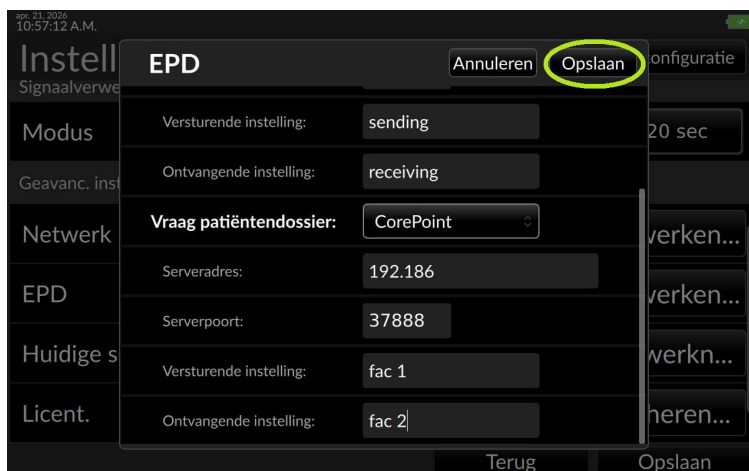 apr. 21, 2026
10:57:12 A.M.
Instell
EPD
Annuleren
Opslaan
onfiguratie
Signaalverwe
Versturende instelling:
sending
Modus
20 sec
Ontvangende instelling:
receiving
Geavanc. inst
Vraag patiëntendossier:
CorePoint
Netwerk
werken...
Serveradres:
192.186
EPD
werken...
Serverpoort:
37888
Huidige s
werkn...
Versturende instelling:
fac 1
Licent.
heren...
Ontvangende instelling:
fac 2
Terug
Opslaan